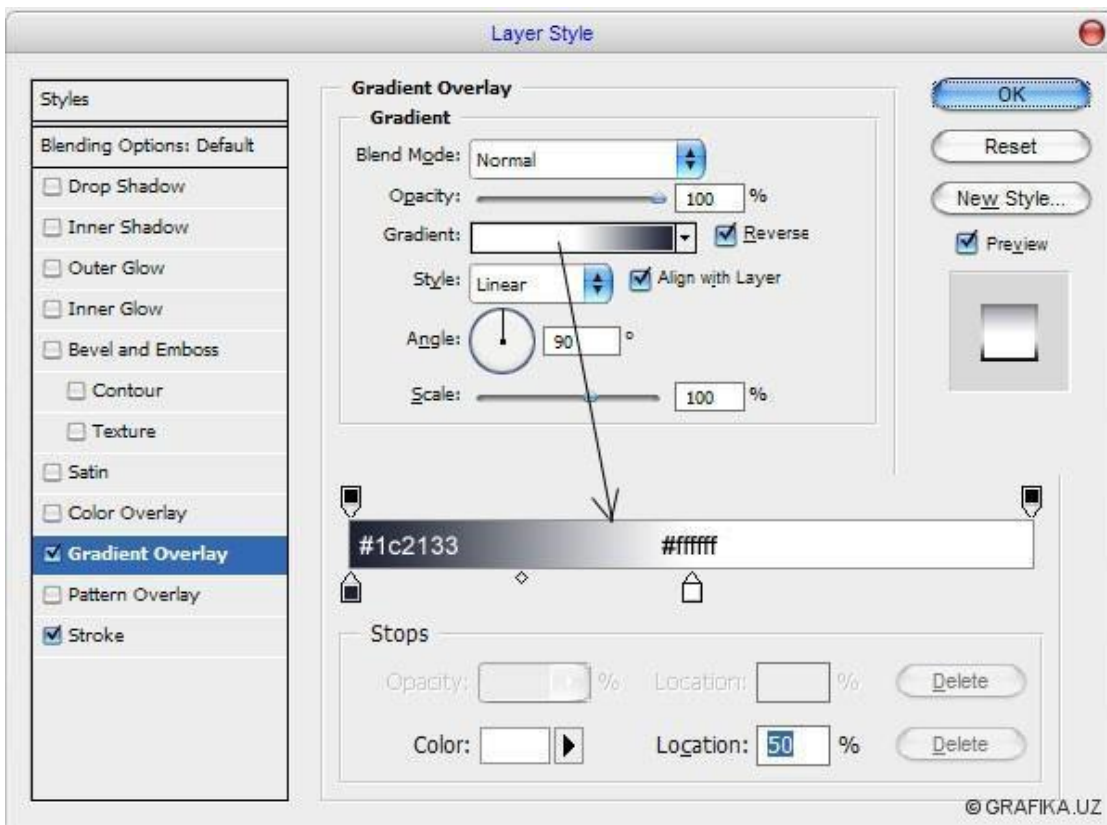 Layer Style
Styles
Blending Options: Default
Drop Shadow
Inner Shadow
Outer Glow
Inner Glow
Bevel and Emboss
Contour
Texture
Satin
Color Overlay
Gradient Overlay
Pattern Overlay
Stroke
Gradient Overlay
Gradient
Blend Mode: Normal
Opacity: 100 %
Gradient: Reverse
Style: Linear Align with Layer
Angle: 90 °
Scale: 100 %
OK
Reset
New Style...
Preview
#1c2133 #ffffff
Stops
Opacity: % Location: % Delete
Color: Location: 50 % Delete
© GRAFIKA.UZ